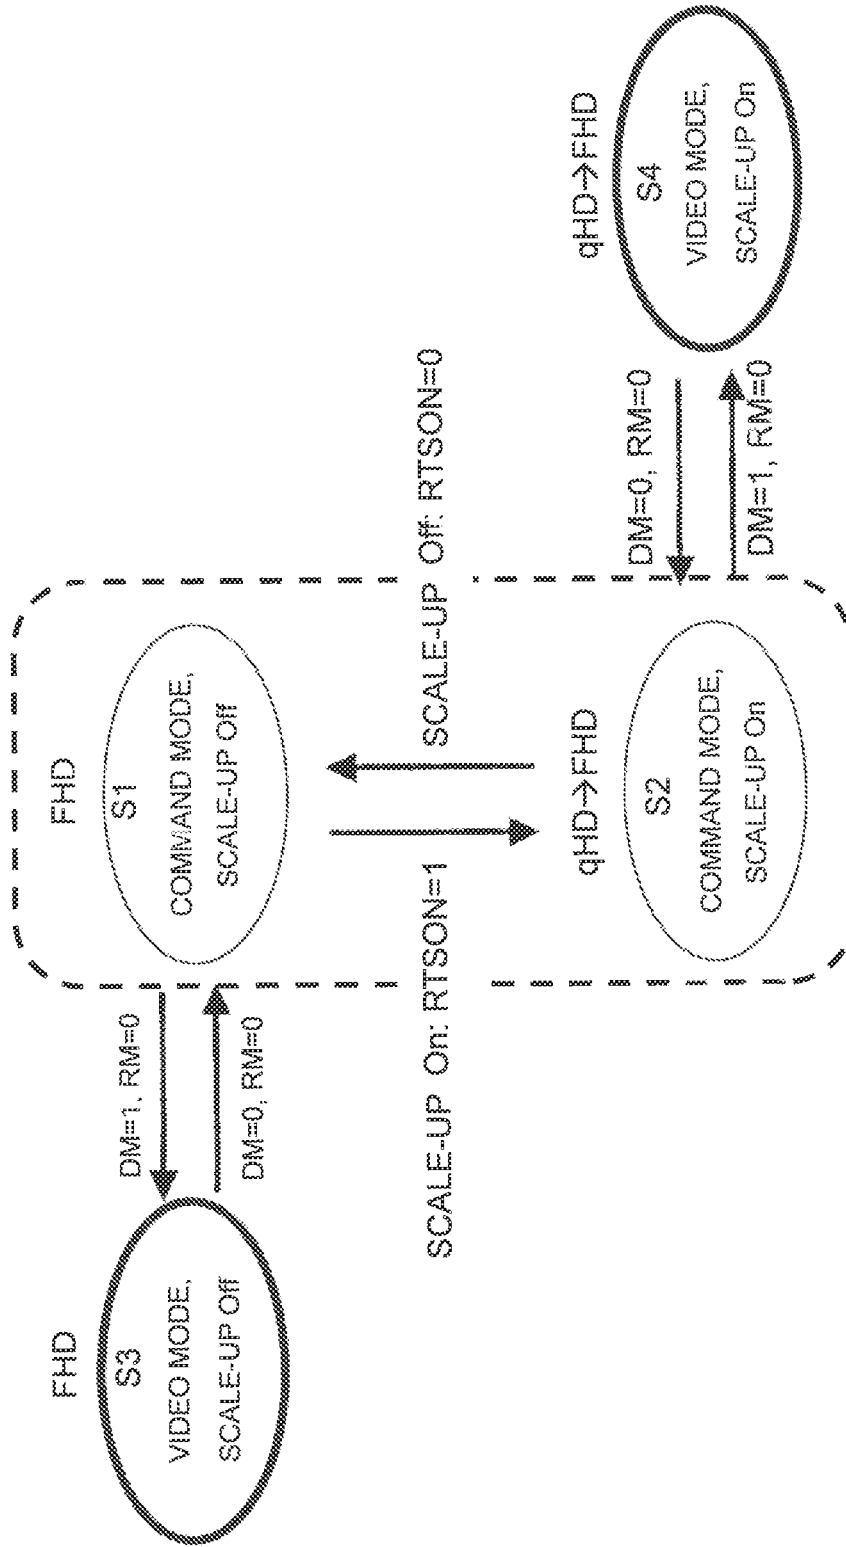 FHD
S3
VIDEO MODE,
SCALE-UP Off
DM=1, RM=0
DM=0, RM=0
FHD
S1
COMMAND MODE,
SCALE-UP Off
SCALE-UP On: RTSON=1
SCALE-UP Off: RTSON=0
qHD→FHD
S2
COMMAND MODE,
SCALE-UP On
DM=0, RM=0
DM=1, RM=0
qHD→FHD
S4
VIDEO MODE,
SCALE-UP On